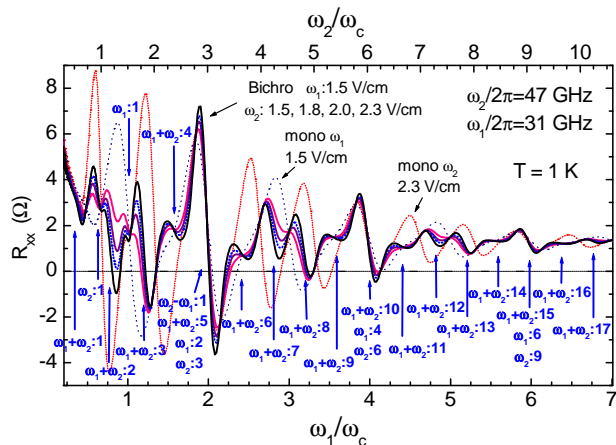 ω2/ωc
1 2 3 4 5 6 7 8 9 10
8
6
4
2
0
-2
-4
Rxx (Ω)
Bichro ω1:1.5 V/cm
ω2: 1.5, 1.8, 2.0, 2.3 V/cm
mono ω1
1.5 V/cm
mono ω2
2.3 V/cm
ω2/2π=47 GHz
ω1/2π=31 GHz
T = 1 K
ω1:1
ω1+ω2:4
ω2:1
ω1+ω2:1
ω1+ω2:2
ω1+ω2:3
ω2-ω1:1
ω1+ω2:5
ω1:2
ω2:3
ω1+ω2:6
ω1+ω2:7
ω1+ω2:8
ω1+ω2:9
ω1+ω2:10
ω1:4
ω2:6
ω1+ω2:11
ω1+ω2:12
ω1+ω2:13
ω1+ω2:14
ω1+ω2:15
ω1:6
ω2:9
ω1+ω2:16
ω1+ω2:17
1 2 3 4 5 6 7
ω1/ωc